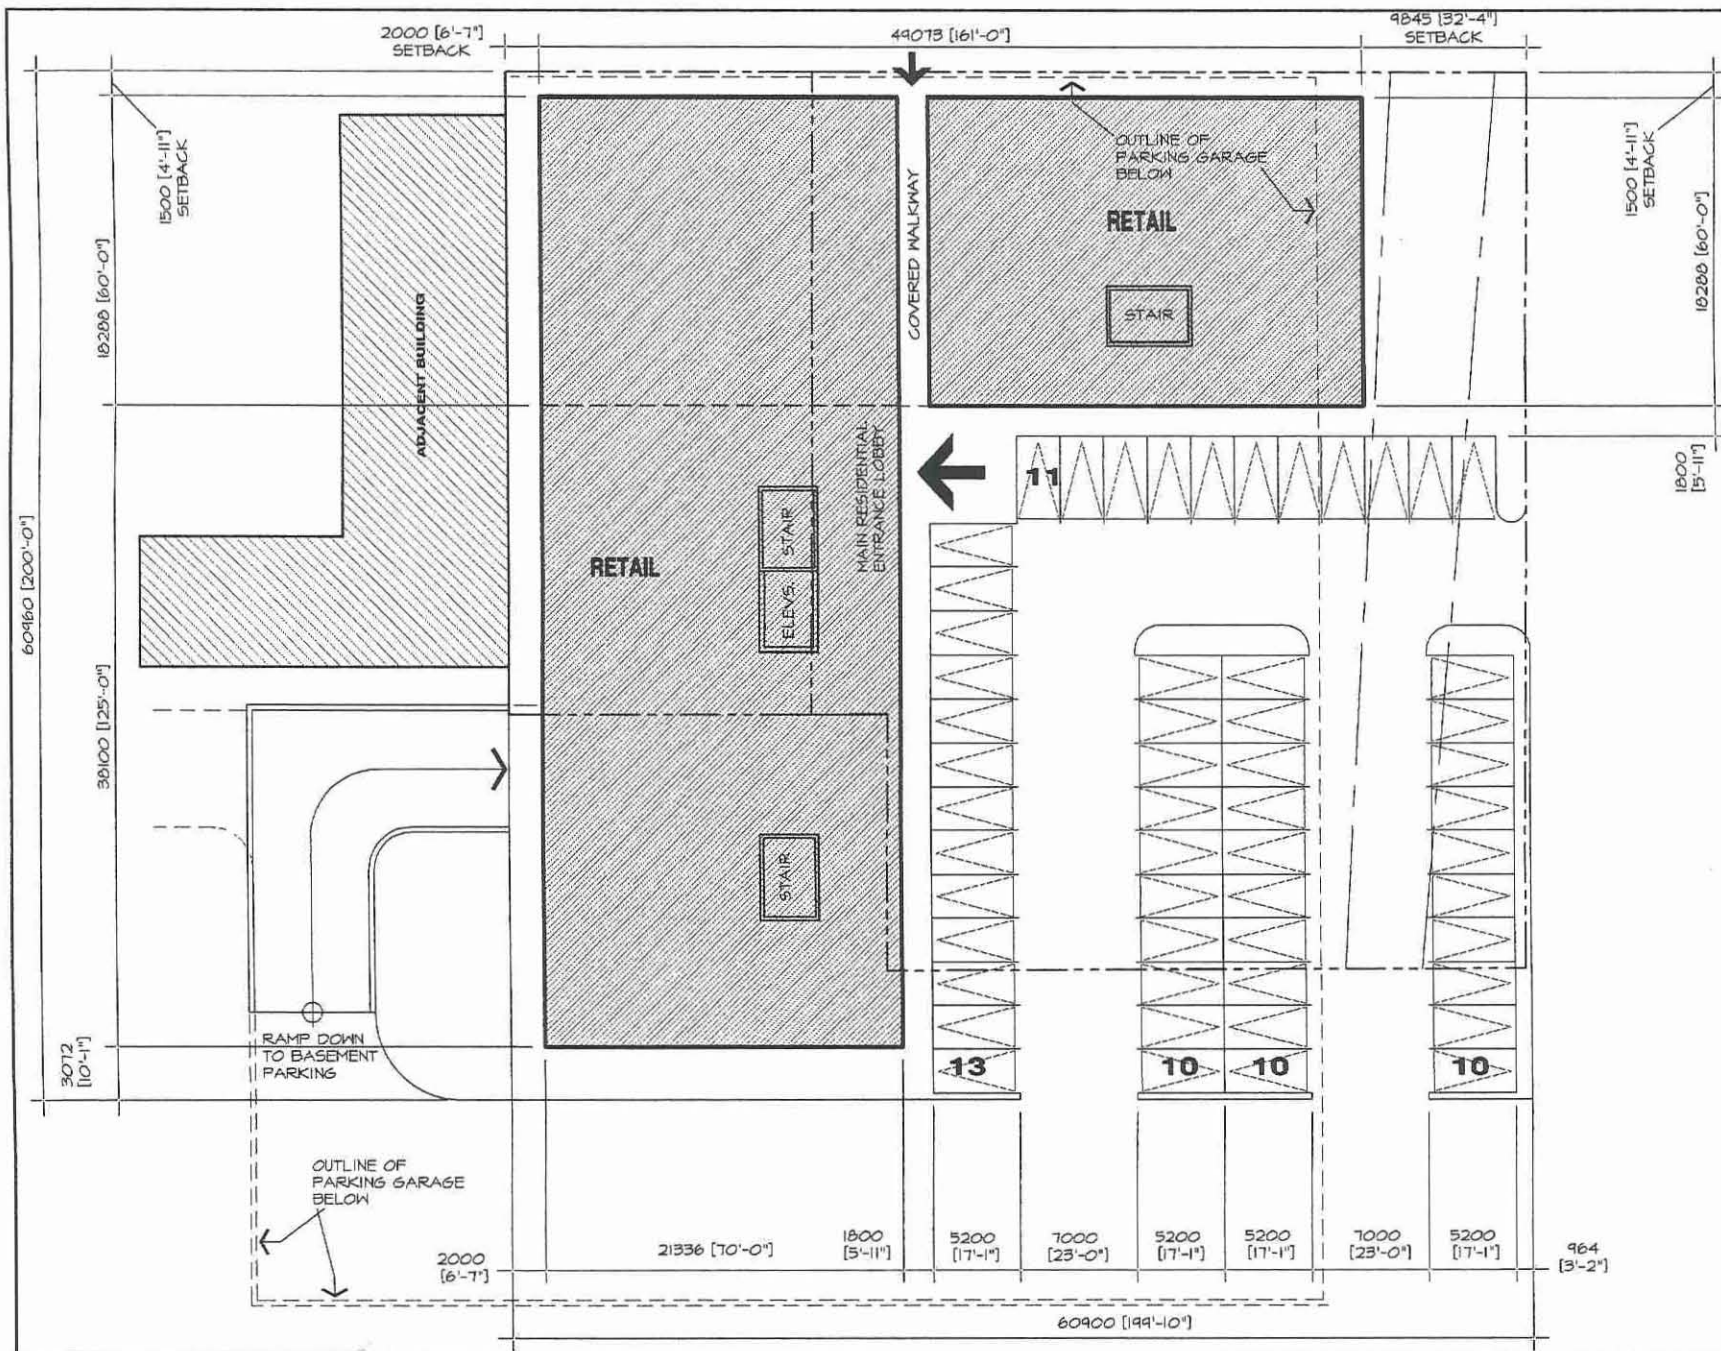 2000 [6'-7"]
SETBACK
49073 [161'-0"]
9845 [32'-4"]
SETBACK
1500 [4'-11"]
SETBACK
OUTLINE OF
PARKING GARAGE
BELOW
1500 [4'-11"]
SETBACK
RETAIL
COVERED WALKWAY
18288 [60'-0"]
18288 [60'-0"]
STAIR
ADJACENT BUILDING
11
1800
[5'-11"]
MAIN RESIDENTIAL
ENTRANCE LOBBY
STAIR
ELEVS.
RETAIL
60960 [200'-0"]
38100 [125'-0"]
STAIR
3072
[10'-1"]
RAMP DOWN
TO BASEMENT
PARKING
13
10
10
10
OUTLINE OF
PARKING GARAGE
BELOW
2000
[6'-7"]
21336 [70'-0"]
1800
[5'-11"]
5200
[17'-1"]
7000
[23'-0"]
5200
[17'-1"]
5200
[17'-1"]
7000
[23'-0"]
5200
[17'-1"]
964
[3'-2"]
60900 [199'-10"]